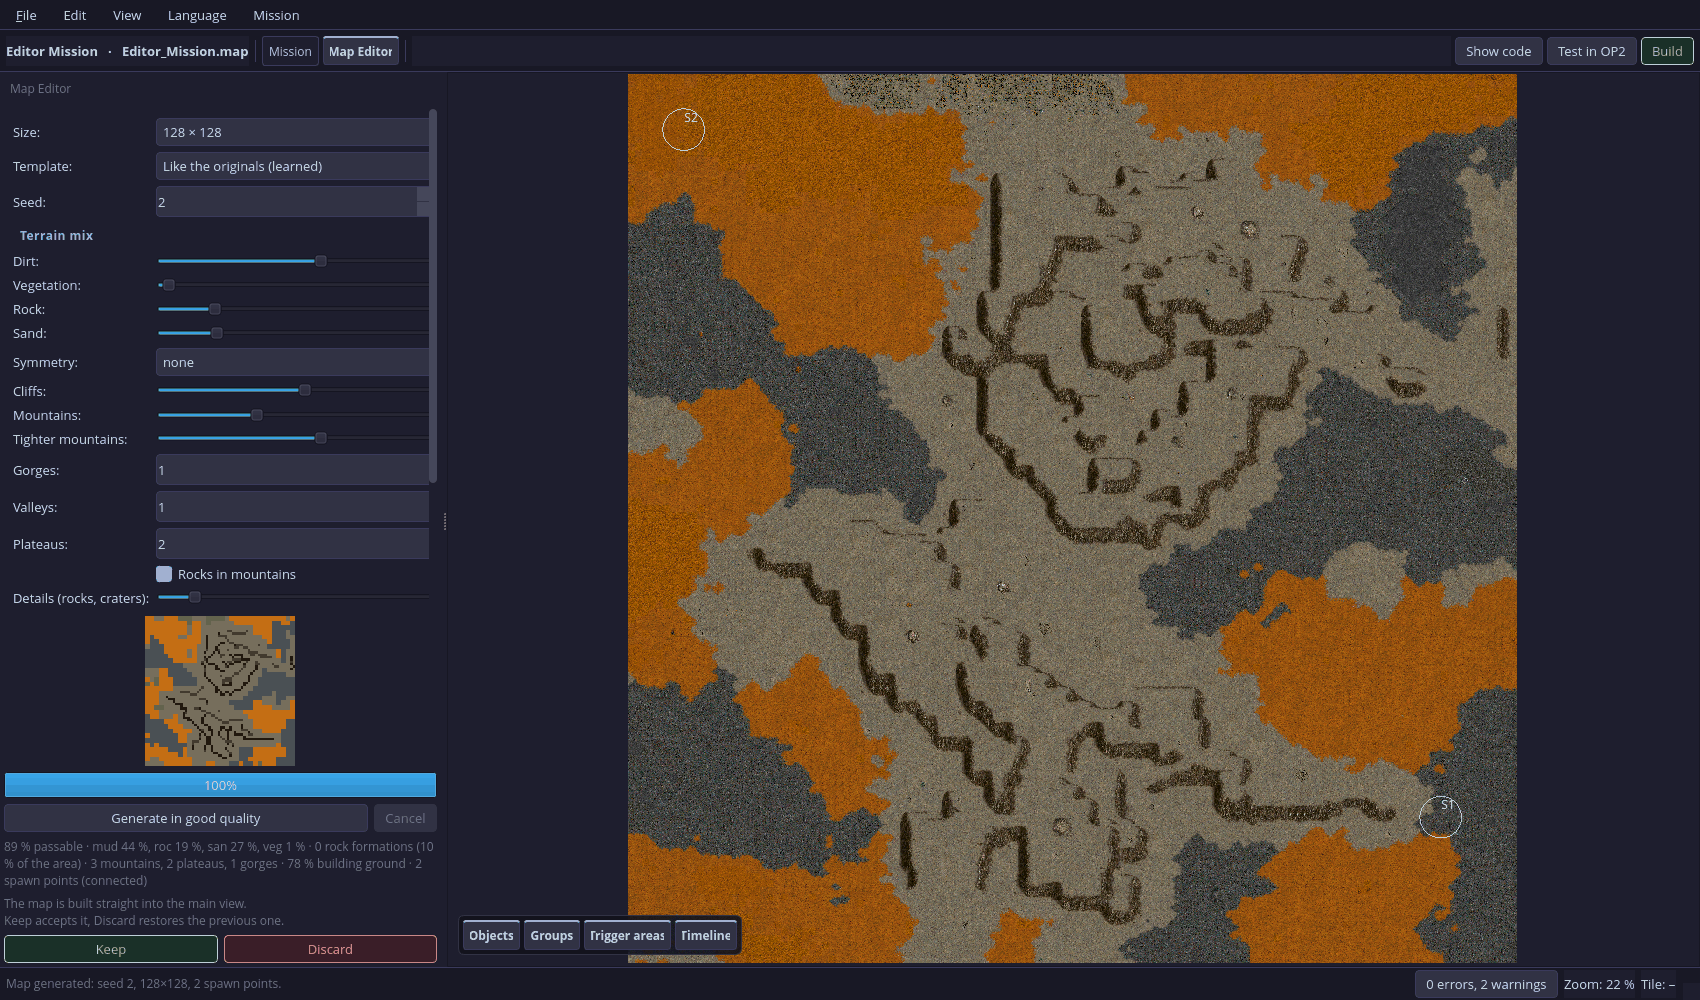 File Edit View Language Mission
Editor Mission · Editor_Mission.map Mission Map Editor Show code Test in OP2 Build
Map Editor
Size: 128 × 128
Template: Like the originals (learned)
Seed: 2
Terrain mix
Dirt:
Vegetation:
Rock:
Sand:
Symmetry: none
Cliffs:
Mountains:
Tighter mountains:
Gorges: 1
Valleys: 1
Plateaus: 2
Rocks in mountains
Details (rocks, craters):
100%
Generate in good quality Cancel
89 % passable · mud 44 %, roc 19 %, san 27 %, veg 1 % · 0 rock formations (10
% of the area) · 3 mountains, 2 plateaus, 1 gorges · 78 % building ground · 2
spawn points (connected)
The map is built straight into the main view.
Keep accepts it, Discard restores the previous one.
Keep Discard
S2
S1
Objects Groups Trigger areas Timeline
Map generated: seed 2, 128×128, 2 spawn points.
0 errors, 2 warnings Zoom: 22 % Tile: –